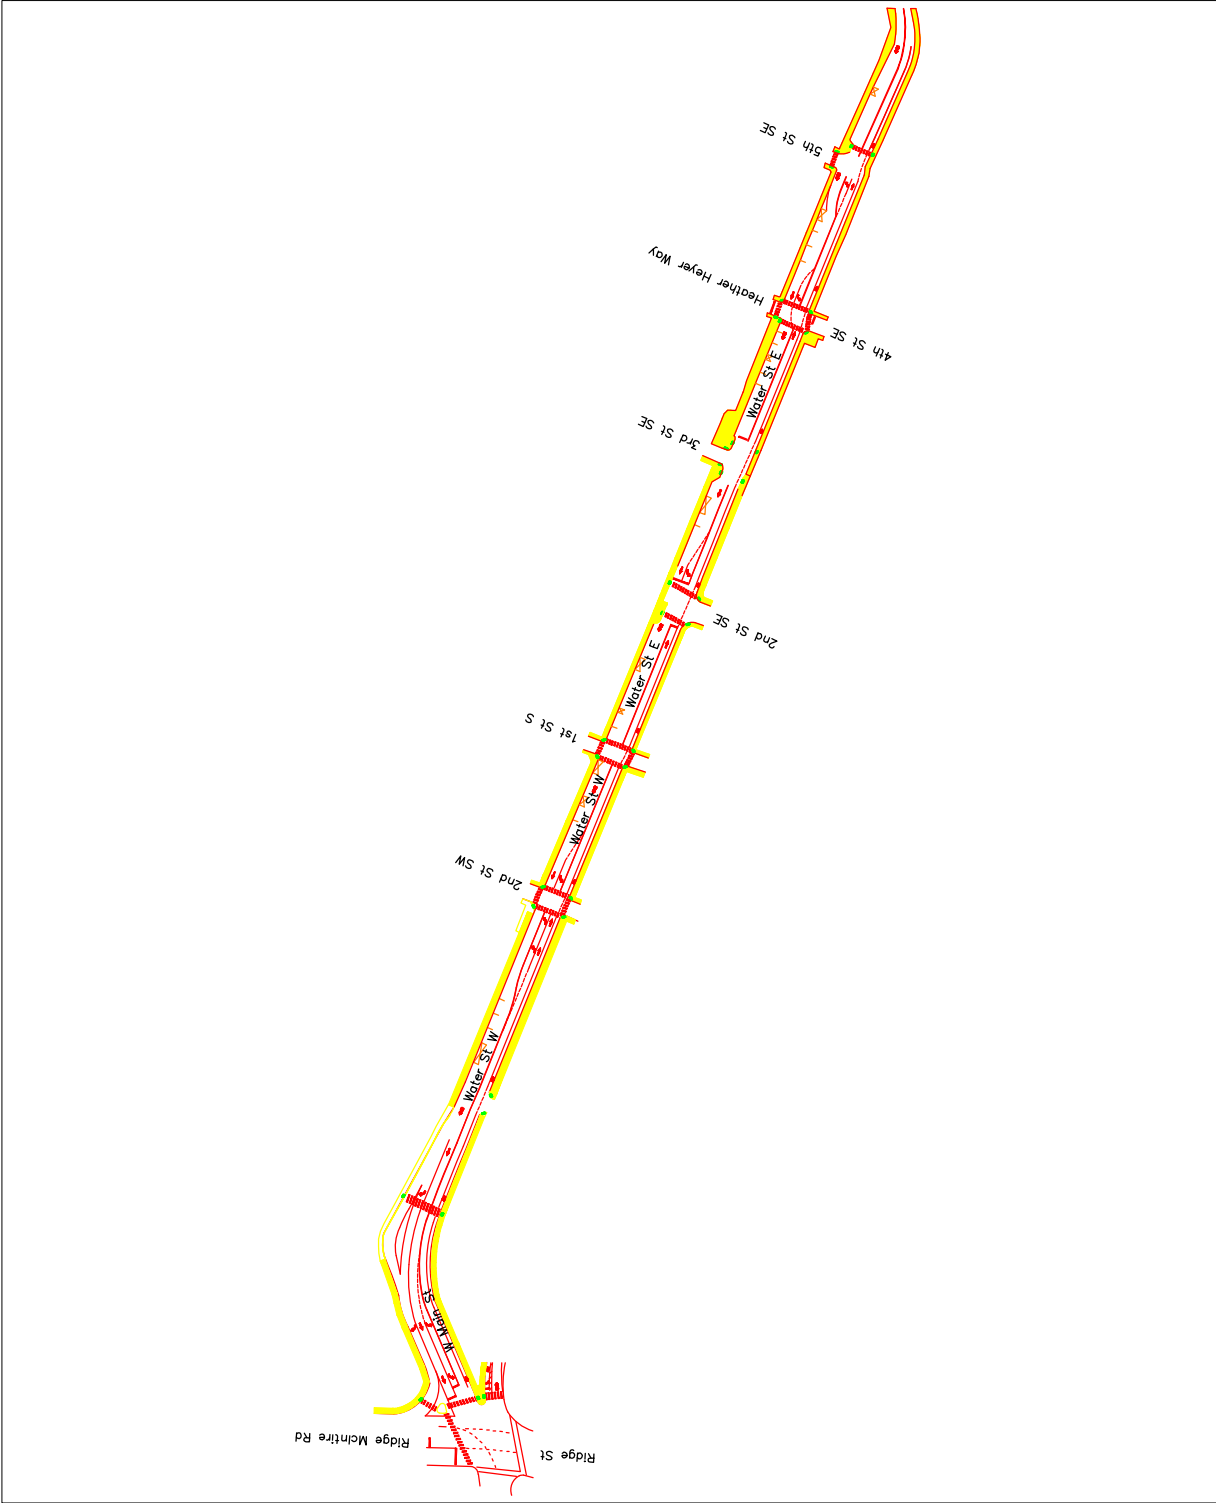 5th St SE
Heather Heyer Way
4th St SE
Water St E
3rd St SE
2nd St SE
Water St E
1st St S
Water St W
2nd St SW
Water St W
W Main St
Ridge McIntire Rd
Ridge St